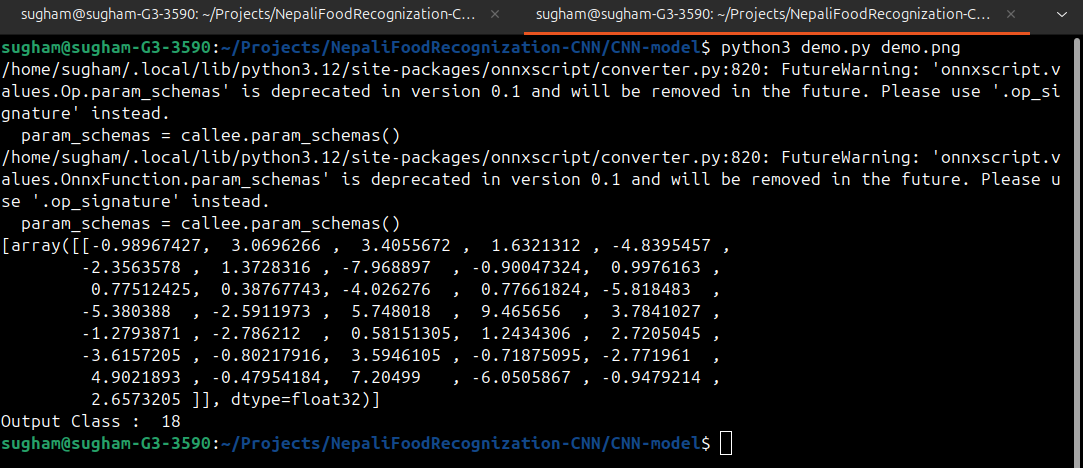 sugham@sugham-G3-3590: ~/Projects/NepaliFoodRecognization-C... × sugham@sugham-G3-3590: ~/Projects/NepaliFoodRecognization-C... ×
sugham@sugham-G3-3590:~/Projects/NepaliFoodRecognization-CNN/CNN-model$ python3 demo.py demo.png
/home/sugham/.local/lib/python3.12/site-packages/onnxscript/converter.py:820: FutureWarning: 'onnxscript.v
alues.Op.param_schemas' is deprecated in version 0.1 and will be removed in the future. Please use '.op_si
gnature' instead.
  param_schemas = callee.param_schemas()
/home/sugham/.local/lib/python3.12/site-packages/onnxscript/converter.py:820: FutureWarning: 'onnxscript.v
alues.OnnxFunction.param_schemas' is deprecated in version 0.1 and will be removed in the future. Please u
se '.op_signature' instead.
  param_schemas = callee.param_schemas()
[array([[-0.98967427,  3.0696266 ,  3.4055672 ,  1.6321312 , -4.8395457 ,
        -2.3563578 ,  1.3728316 , -7.968897  , -0.90047324,  0.9976163 ,
         0.77512425,  0.38767743, -4.026276  ,  0.77661824, -5.818483  ,
        -5.380388  , -2.5911973 ,  5.748018  ,  9.465656  ,  3.7841027 ,
        -1.2793871 , -2.786212  ,  0.58151305,  1.2434306 ,  2.7205045 ,
        -3.6157205 , -0.80217916,  3.5946105 , -0.71875095, -2.771961  ,
         4.9021893 , -0.47954184,  7.20499   , -6.0505867 , -0.9479214 ,
         2.6573205 ]], dtype=float32)]
Output Class :  18
sugham@sugham-G3-3590:~/Projects/NepaliFoodRecognization-CNN/CNN-model$